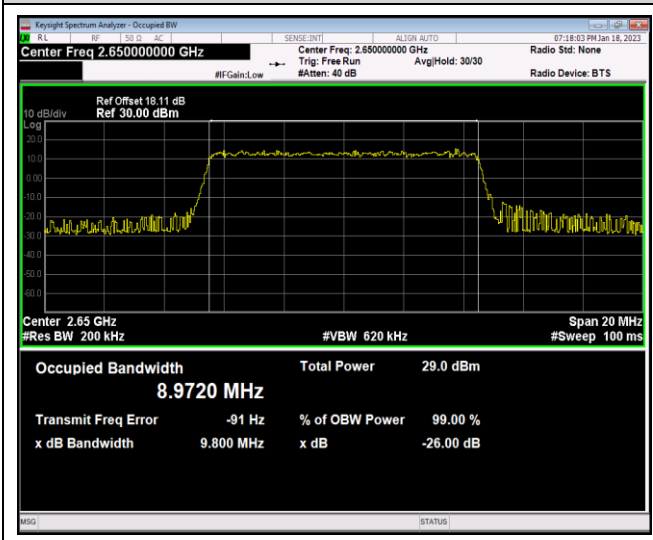 Keysight Spectrum Analyzer - Occupied BW
RL RF 50 Ω AC SENSE:INT ALIGN AUTO 07:18:03 PM Jan 18, 2023
Center Freq 2.650000000 GHz Center Freq: 2.650000000 GHz Radio Std: None
Trig: Free Run Avg|Hold: 30/30
#IFGain:Low #Atten: 40 dB Radio Device: BTS
Ref Offset 18.11 dB
10 dB/div Ref 30.00 dBm
Log
20.0
10.0
0.00
-10.0
-20.0
-30.0
-40.0
-50.0
-60.0
Center 2.65 GHz Span 20 MHz
#Res BW 200 kHz #VBW 620 kHz #Sweep 100 ms
Occupied Bandwidth Total Power 29.0 dBm
8.9720 MHz
Transmit Freq Error -91 Hz % of OBW Power 99.00 %
x dB Bandwidth 9.800 MHz x dB -26.00 dB
MSG STATUS